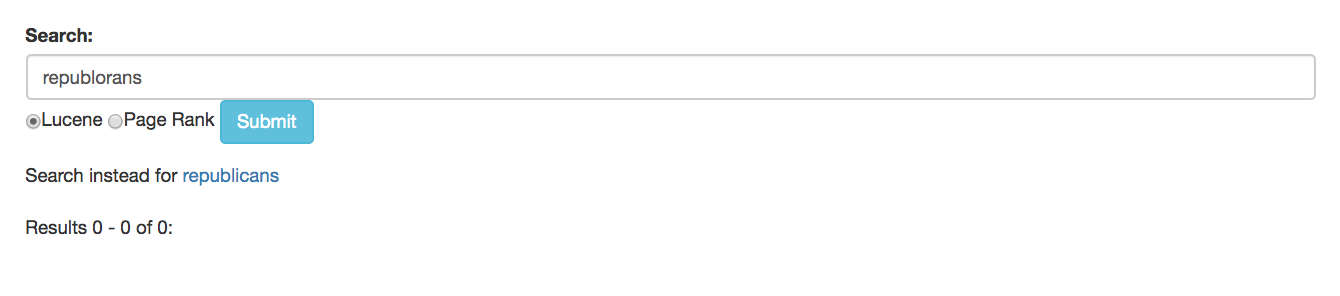 Search:
republorans
Lucene Page Rank Submit
Search instead for republicans
Results 0 - 0 of 0: